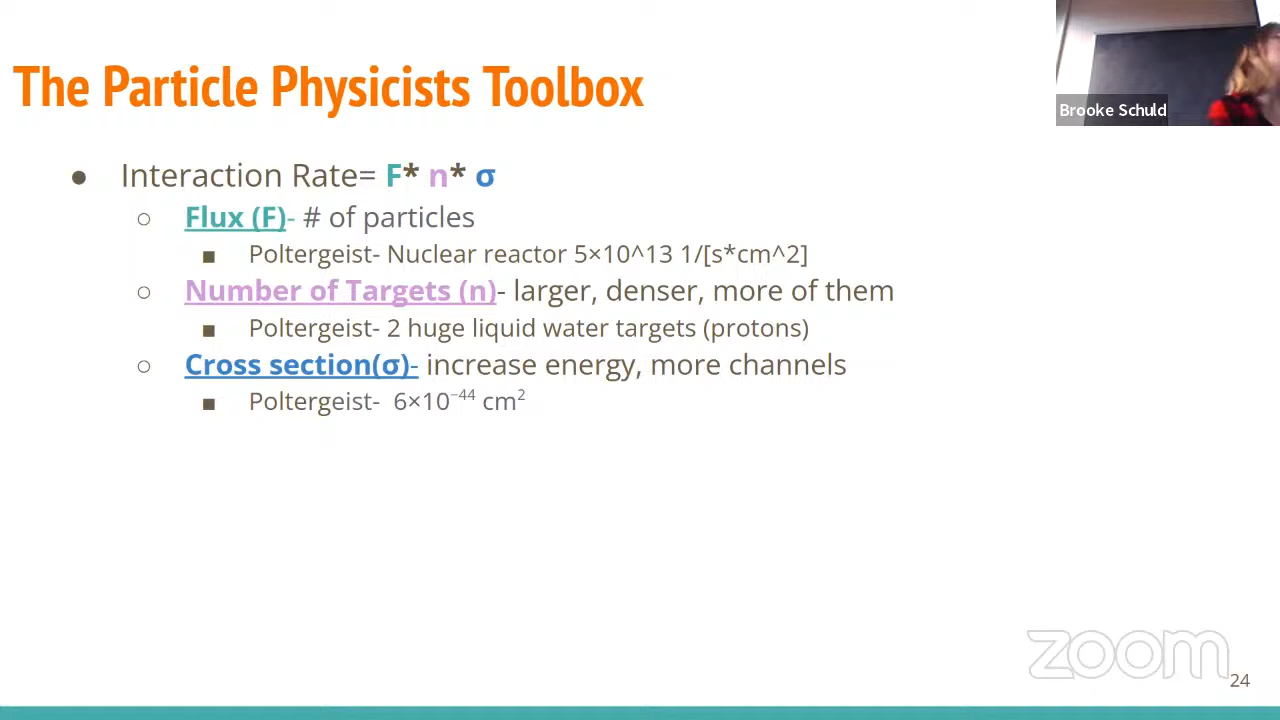 The Particle Physicists Toolbox
Brooke Schuld
● Interaction Rate= F* n* σ
○ Flux (F)- # of particles
■ Poltergeist- Nuclear reactor 5×10^13 1/[s*cm^2]
○ Number of Targets (n)- larger, denser, more of them
■ Poltergeist- 2 huge liquid water targets (protons)
○ Cross section(σ)- increase energy, more channels
■ Poltergeist- 6×10⁻⁴⁴ cm²
zoom
24